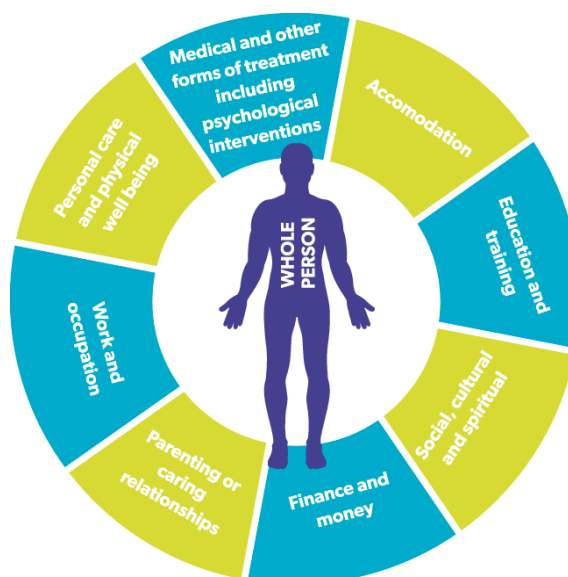 Medical and other
forms of treatment
including
psychological
interventions
Accomodation
Education and
training
Social, cultural
and spiritual
Finance and
money
Parenting or
caring
relationships
Work and
occupation
Personal care
and physical
well being
WHOLE
PERSON